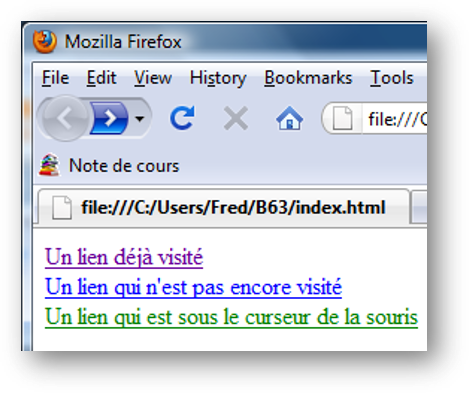 Mozilla Firefox
File Edit View History Bookmarks Tools
file:///C
Note de cours
file:///C:/Users/Fred/B63/index.html
Un lien déjà visité
Un lien qui n'est pas encore visité
Un lien qui est sous le curseur de la souris